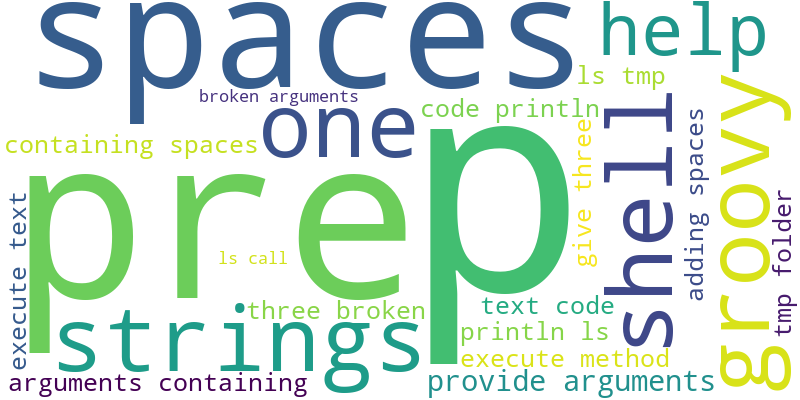 spaces
help
ls tmp
broken arguments
one
code println
containing spaces
p
pre
shell
groovy
give three
adding spaces
execute text
tmp folder
ls call
three broken
text code
strings
println ls
execute method
arguments containing
provide arguments